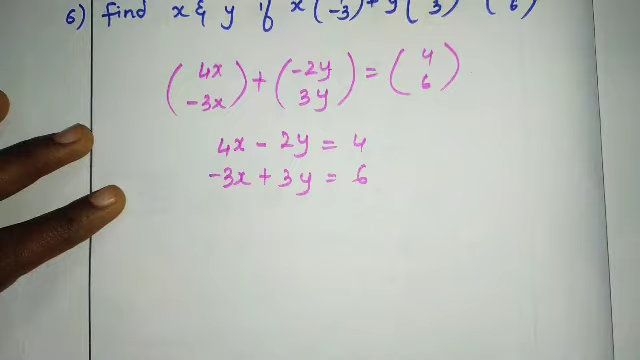 6) find x & y if x( -3 ) + y( 3 ) ( 6 )
( 4x -3x ) + ( -2y 3y ) = ( 4 6 )
4x - 2y = 4
-3x + 3y = 6